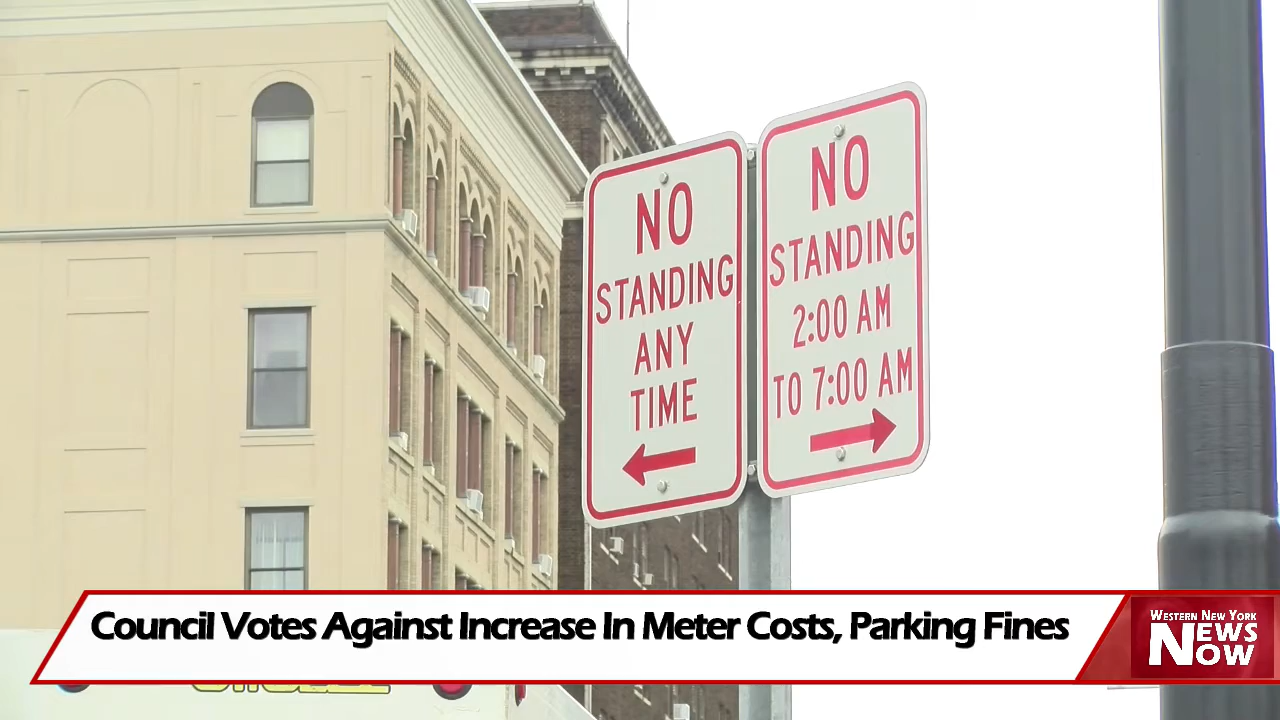 NO
STANDING
ANY
TIME
NO
STANDING
2:00 AM
TO 7:00 AM
Council Votes Against Increase In Meter Costs, Parking Fines
WESTERN NEW YORK
NEWS
NOW